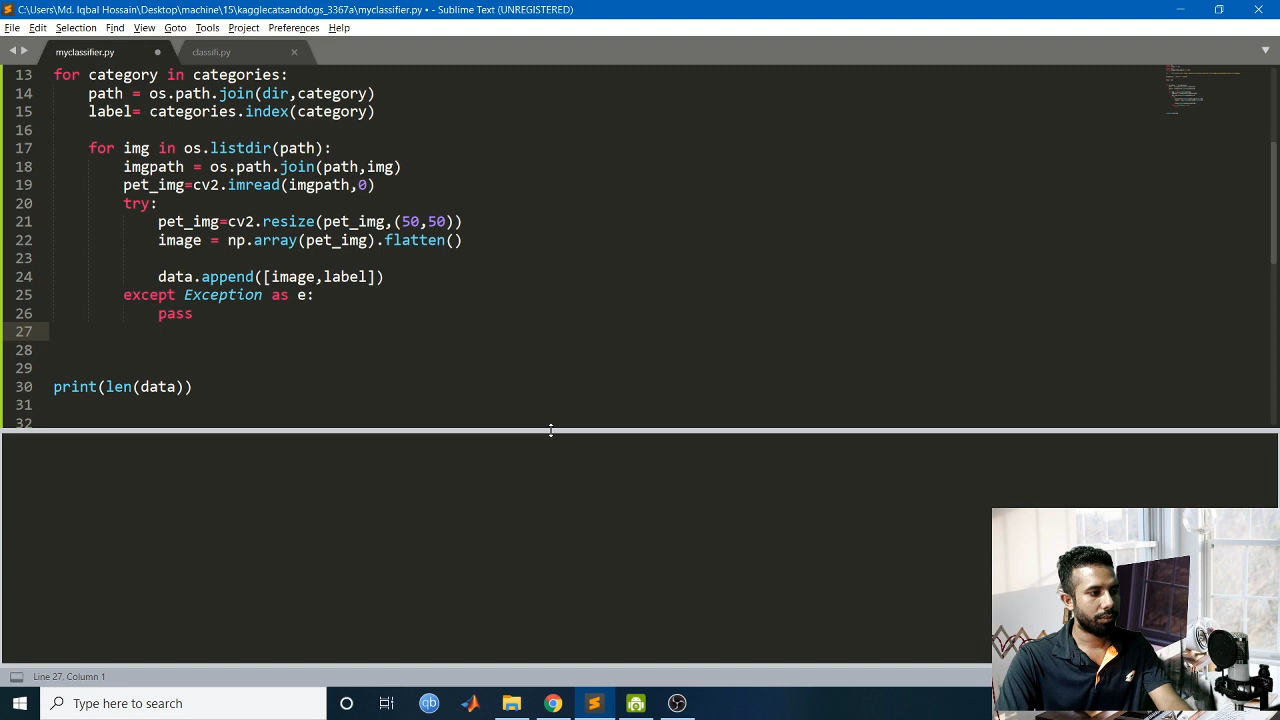 C:\Users\Md. Iqbal Hossain\Desktop\machine\15\kagglecatsanddogs_3367a\myclassifier.py • - Sublime Text (UNREGISTERED)
File Edit Selection Find View Goto Tools Project Preferences Help
myclassifier.py classifi.py
13 for category in categories:
14 path = os.path.join(dir,category)
15 label= categories.index(category)
16
17 for img in os.listdir(path):
18 imgpath = os.path.join(path,img)
19 pet_img=cv2.imread(imgpath,0)
20 try:
21 pet_img=cv2.resize(pet_img,(50,50))
22 image = np.array(pet_img).flatten()
23
24 data.append([image,label])
25 except Exception as e:
26 pass
27
28
29
30 print(len(data))
31
32
Line 27, Column 1
Type here to search
qb